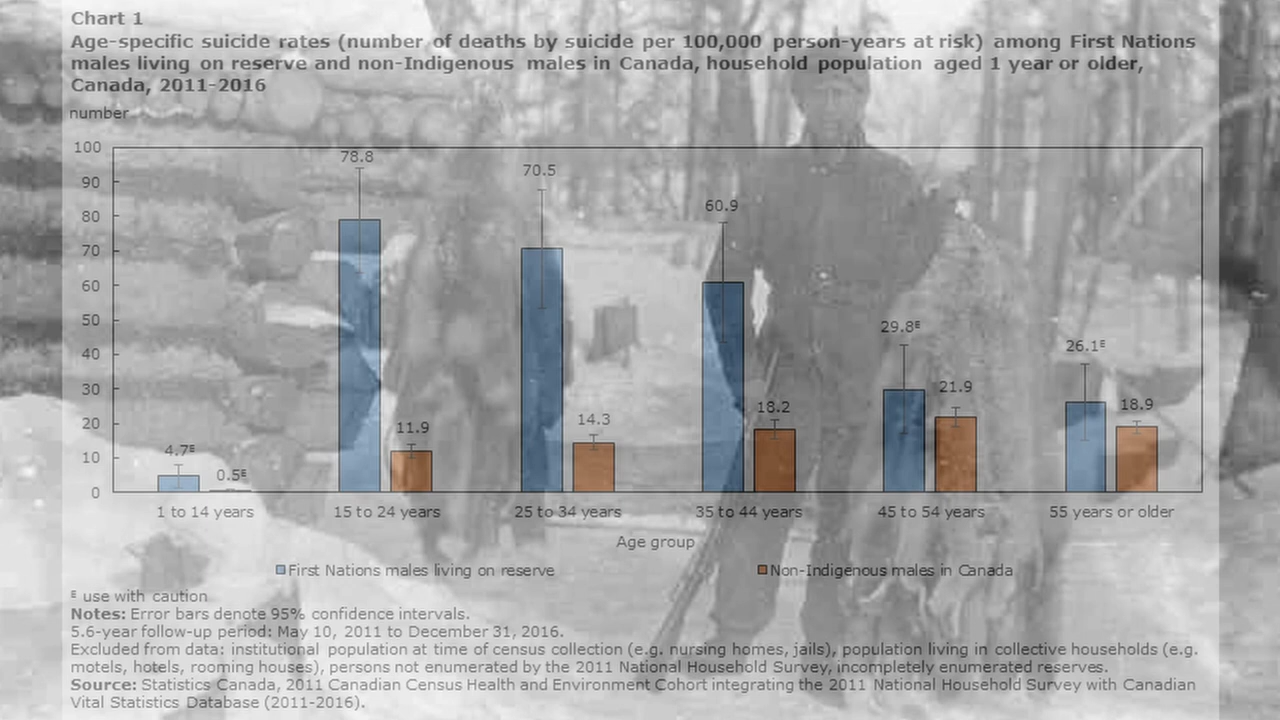 Chart 1
Age-specific suicide rates (number of deaths by suicide per 100,000 person-years at risk) among First Nations
males living on reserve and non-Indigenous males in Canada, household population aged 1 year or older,
Canada, 2011-2016
number
100
90
80
70
60
50
40
30
20
10
0
4.7ᴱ
0.5ᴱ
78.8
11.9
70.5
14.3
60.9
18.2
29.8ᴱ
21.9
26.1ᴱ
18.9
1 to 14 years
15 to 24 years
25 to 34 years
35 to 44 years
45 to 54 years
55 years or older
Age group
First Nations males living on reserve
Non-Indigenous males in Canada
ᴱ use with caution
Notes: Error bars denote 95% confidence intervals.
5.6-year follow-up period: May 10, 2011 to December 31, 2016.
Excluded from data: institutional population at time of census collection (e.g. nursing homes, jails), population living in collective households (e.g.
motels, hotels, rooming houses), persons not enumerated by the 2011 National Household Survey, incompletely enumerated reserves.
Source: Statistics Canada, 2011 Canadian Census Health and Environment Cohort integrating the 2011 National Household Survey with Canadian
Vital Statistics Database (2011-2016).